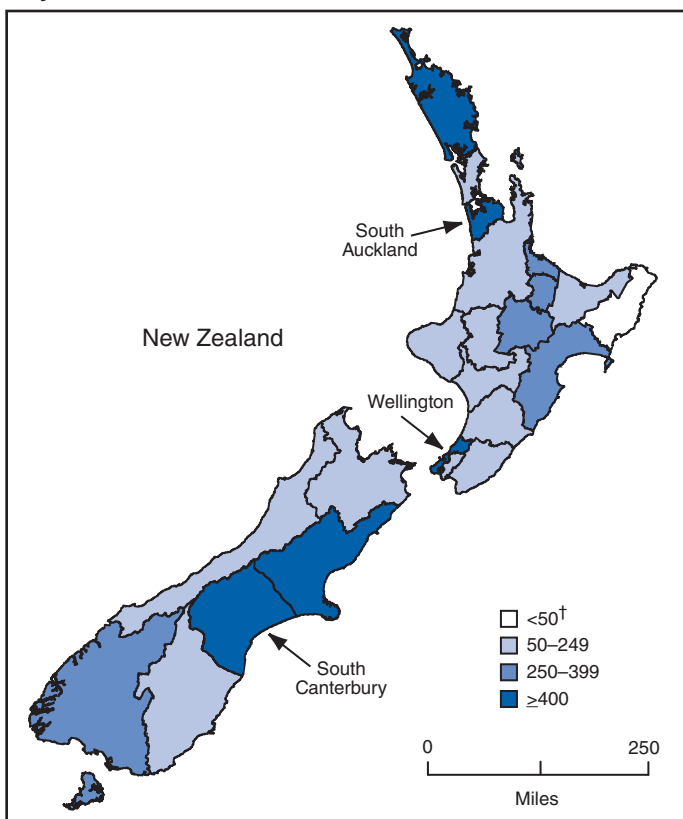 South
Auckland
New Zealand
Wellington
South
Canterbury
<50†
50–249
250–399
≥400
0 250
Miles